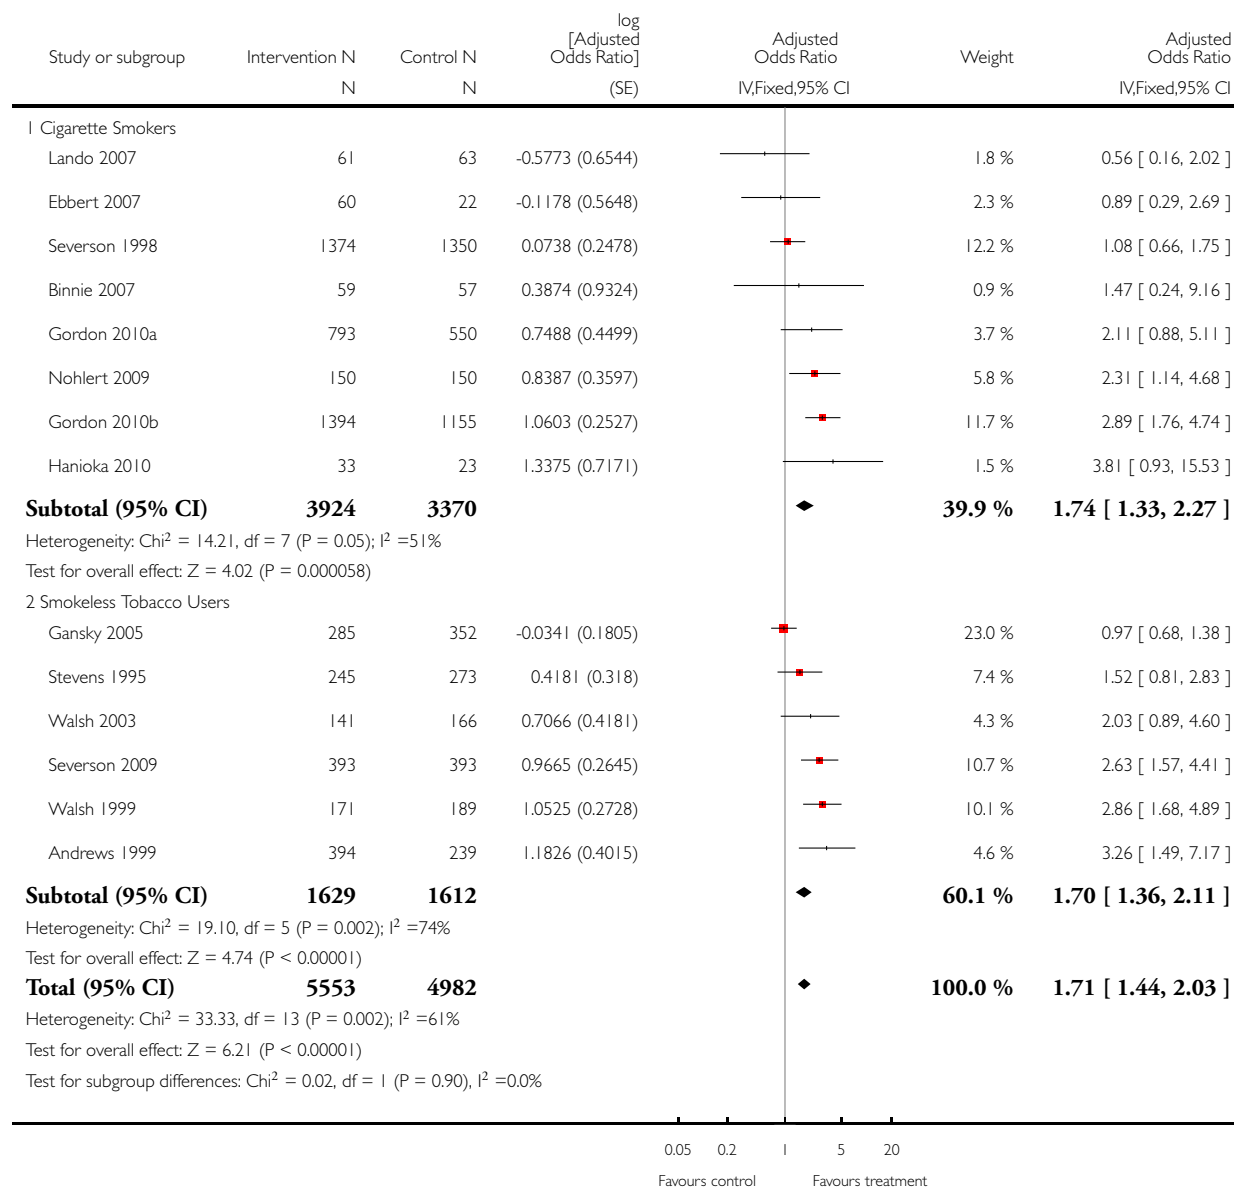 Study or subgroup Intervention N Control N log [Adjusted Odds Ratio] Adjusted Odds Ratio Weight Adjusted Odds Ratio
N N (SE) IV,Fixed,95% CI IV,Fixed,95% CI
1 Cigarette Smokers
Lando 2007 61 63 -0.5773 (0.6544) 1.8 % 0.56 [ 0.16, 2.02 ]
Ebbert 2007 60 22 -0.1178 (0.5648) 2.3 % 0.89 [ 0.29, 2.69 ]
Severson 1998 1374 1350 0.0738 (0.2478) 12.2 % 1.08 [ 0.66, 1.75 ]
Binnie 2007 59 57 0.3874 (0.9324) 0.9 % 1.47 [ 0.24, 9.16 ]
Gordon 2010a 793 550 0.7488 (0.4499) 3.7 % 2.11 [ 0.88, 5.11 ]
Nohlert 2009 150 150 0.8387 (0.3597) 5.8 % 2.31 [ 1.14, 4.68 ]
Gordon 2010b 1394 1155 1.0603 (0.2527) 11.7 % 2.89 [ 1.76, 4.74 ]
Hanioka 2010 33 23 1.3375 (0.7171) 1.5 % 3.81 [ 0.93, 15.53 ]
Subtotal (95% CI) 3924 3370 39.9 % 1.74 [ 1.33, 2.27 ]
Heterogeneity: Chi² = 14.21, df = 7 (P = 0.05); I² =51%
Test for overall effect: Z = 4.02 (P = 0.000058)
2 Smokeless Tobacco Users
Gansky 2005 285 352 -0.0341 (0.1805) 23.0 % 0.97 [ 0.68, 1.38 ]
Stevens 1995 245 273 0.4181 (0.318) 7.4 % 1.52 [ 0.81, 2.83 ]
Walsh 2003 141 166 0.7066 (0.4181) 4.3 % 2.03 [ 0.89, 4.60 ]
Severson 2009 393 393 0.9665 (0.2645) 10.7 % 2.63 [ 1.57, 4.41 ]
Walsh 1999 171 189 1.0525 (0.2728) 10.1 % 2.86 [ 1.68, 4.89 ]
Andrews 1999 394 239 1.1826 (0.4015) 4.6 % 3.26 [ 1.49, 7.17 ]
Subtotal (95% CI) 1629 1612 60.1 % 1.70 [ 1.36, 2.11 ]
Heterogeneity: Chi² = 19.10, df = 5 (P = 0.002); I² =74%
Test for overall effect: Z = 4.74 (P < 0.00001)
Total (95% CI) 5553 4982 100.0 % 1.71 [ 1.44, 2.03 ]
Heterogeneity: Chi² = 33.33, df = 13 (P = 0.002); I² =61%
Test for overall effect: Z = 6.21 (P < 0.00001)
Test for subgroup differences: Chi² = 0.02, df = 1 (P = 0.90), I² =0.0%
0.05 0.2 1 5 20
Favours control Favours treatment